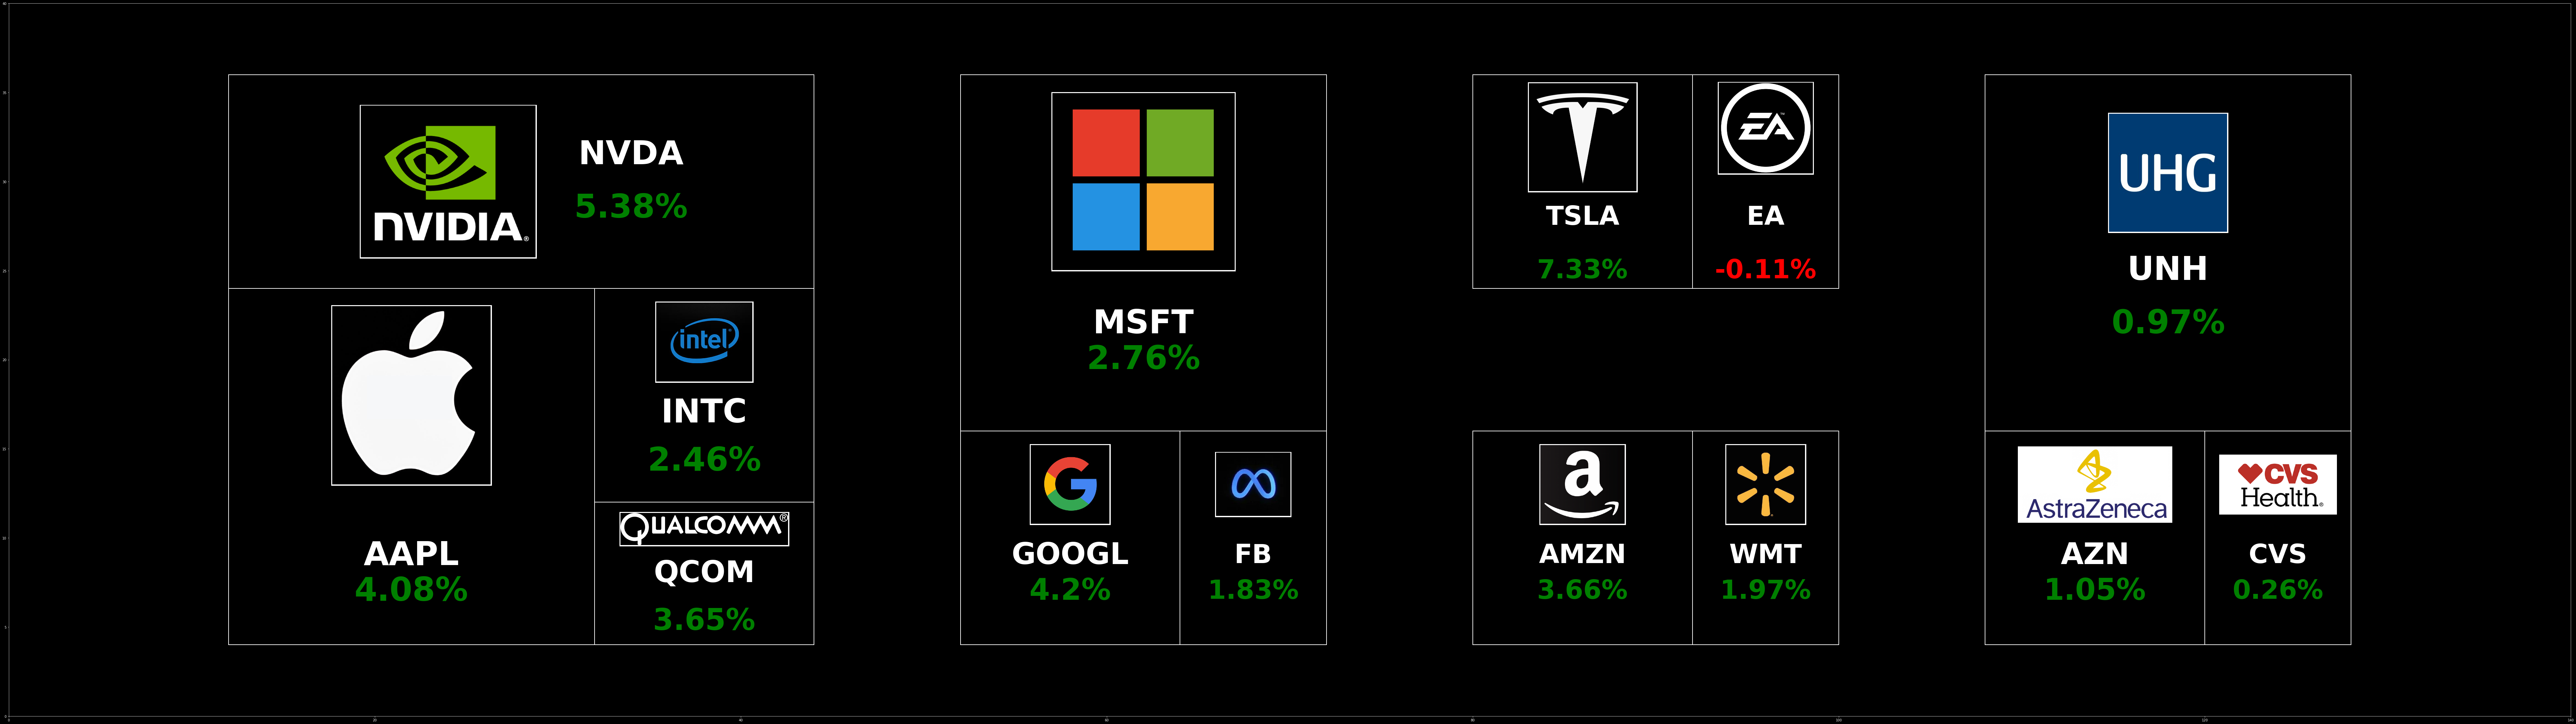 NVIDIA®
NVDA
5.38%
intel
INTC
2.46%
AAPL
4.08%
QUALCOMM®
QCOM
3.65%
MSFT
2.76%
G
GOOGL
4.2%
FB
1.83%
TSLA
7.33%
EA
EA
-0.11%
a
AMZN
3.66%
WMT
1.97%
UHG
UNH
0.97%
AstraZeneca
AZN
1.05%
CVS
Health®
CVS
0.26%